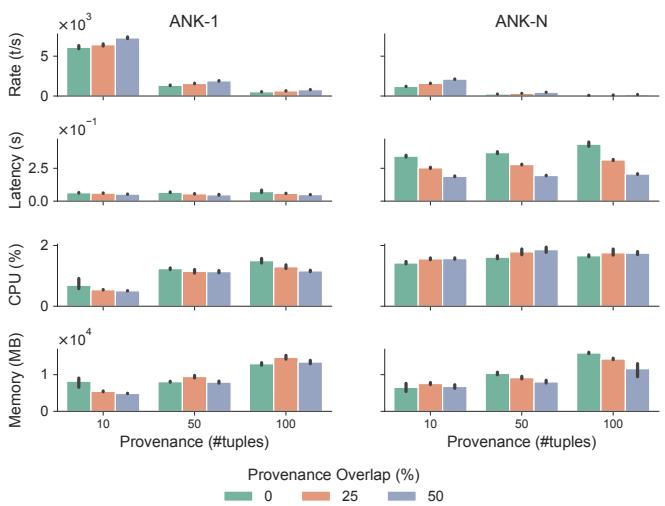 ANK-1
ANK-N
×10³
Rate (t/s)
5
0
×10⁻¹
Latency (s)
2.5
0.0
CPU (%)
2
0
×10⁴
Memory (MB)
1
0
10 50 100
10 50 100
Provenance (#tuples)
Provenance (#tuples)
Provenance Overlap (%)
0 25 50